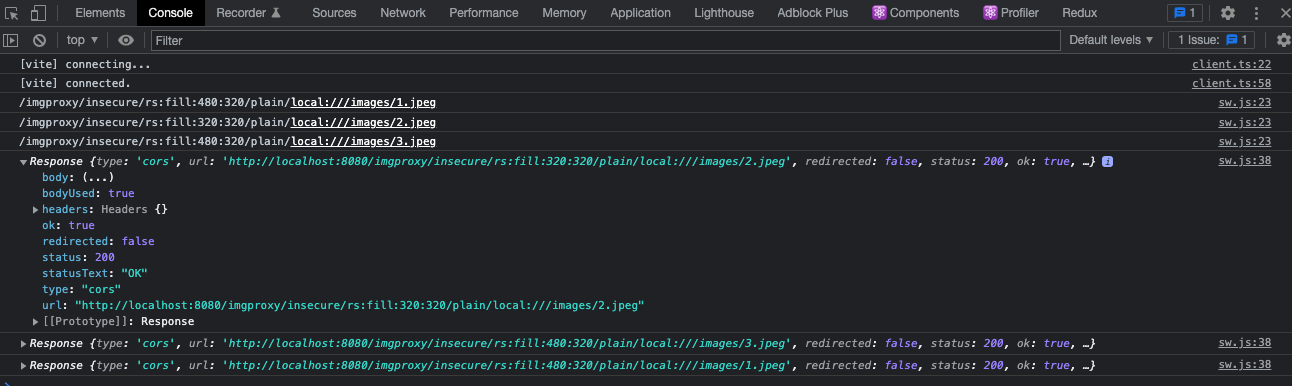 Elements Console Recorder Sources Network Performance Memory Application Lighthouse Adblock Plus Components Profiler Redux 1
top Filter Default levels 1 Issue: 1
[vite] connecting... client.ts:22
[vite] connected. client.ts:58
/imgproxy/insecure/rs:fill:480:320/plain/local:///images/1.jpeg sw.js:23
/imgproxy/insecure/rs:fill:320:320/plain/local:///images/2.jpeg sw.js:23
/imgproxy/insecure/rs:fill:480:320/plain/local:///images/3.jpeg sw.js:23
Response {type: 'cors', url: 'http://localhost:8080/imgproxy/insecure/rs:fill:320:320/plain/local:///images/2.jpeg', redirected: false, status: 200, ok: true, …} i sw.js:38
body: (...)
bodyUsed: true
headers: Headers {}
ok: true
redirected: false
status: 200
statusText: "OK"
type: "cors"
url: "http://localhost:8080/imgproxy/insecure/rs:fill:320:320/plain/local:///images/2.jpeg"
[[Prototype]]: Response
Response {type: 'cors', url: 'http://localhost:8080/imgproxy/insecure/rs:fill:480:320/plain/local:///images/3.jpeg', redirected: false, status: 200, ok: true, …} sw.js:38
Response {type: 'cors', url: 'http://localhost:8080/imgproxy/insecure/rs:fill:480:320/plain/local:///images/1.jpeg', redirected: false, status: 200, ok: true, …} sw.js:38